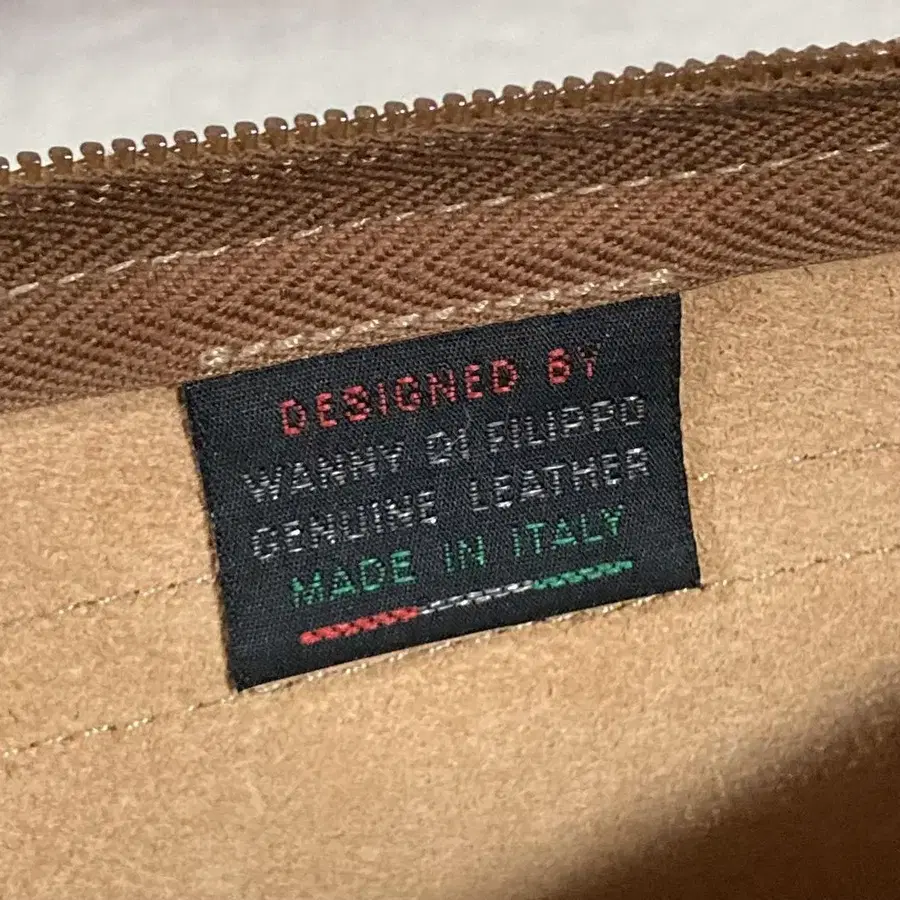 DESIGNED BY
WANNY DI FILIPPO
GENUINE LEATHER
MADE IN ITALY